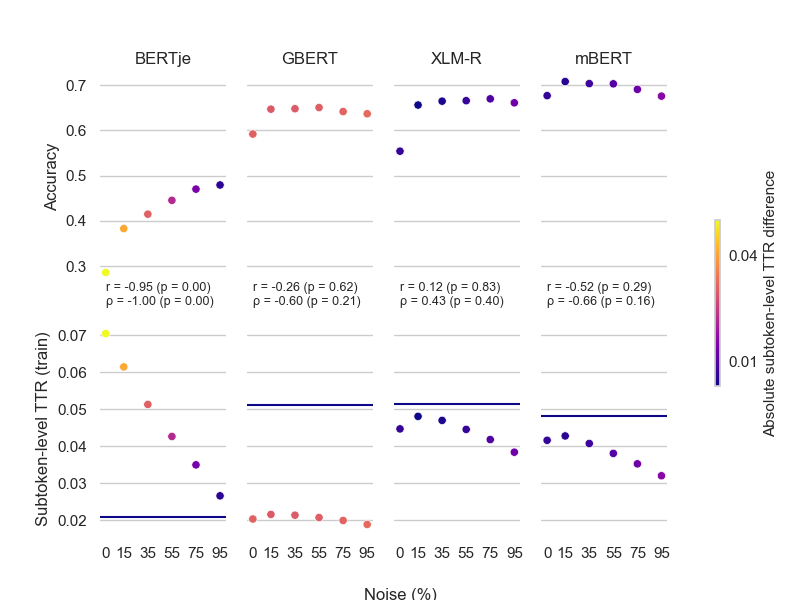 BERTje GBERT XLM-R mBERT
Accuracy
0.7
0.6
0.5
0.4
0.3
r = -0.95 (p = 0.00) r = -0.26 (p = 0.62) r = 0.12 (p = 0.83) r = -0.52 (p = 0.29)
ρ = -1.00 (p = 0.00) ρ = -0.60 (p = 0.21) ρ = 0.43 (p = 0.40) ρ = -0.66 (p = 0.16)
Subtoken-level TTR (train)
0.07
0.06
0.05
0.04
0.03
0.02
0 15 35 55 75 95 0 15 35 55 75 95 0 15 35 55 75 95 0 15 35 55 75 95
Noise (%)
0.04
0.01
Absolute subtoken-level TTR difference